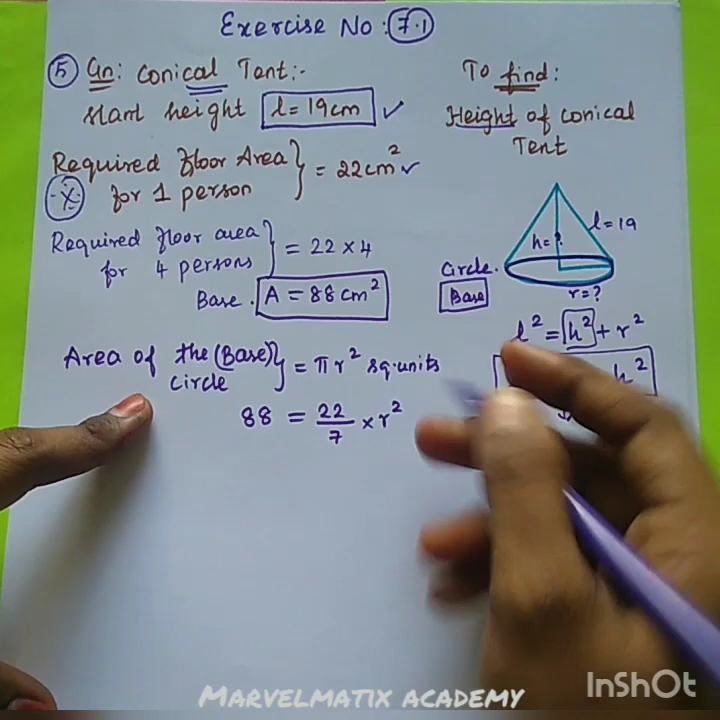 Exercise No : 7.1
5 Gn: Conical Tent:-
slant height l = 19cm ✓
To find:
Height of conical
Tent
Required floor Area
for 1 person } = 22cm² ✓
Required floor area
for 4 persons } = 22 × 4
Base. A = 88 cm²
l = 19
h = ?
Circle.
Base
r = ?
l² = h² + r²
h²
Area of the (Base)
circle } = πr² sq.units
88 = 22/7 × r²
MARVELMATIX ACADEMY
InShOt